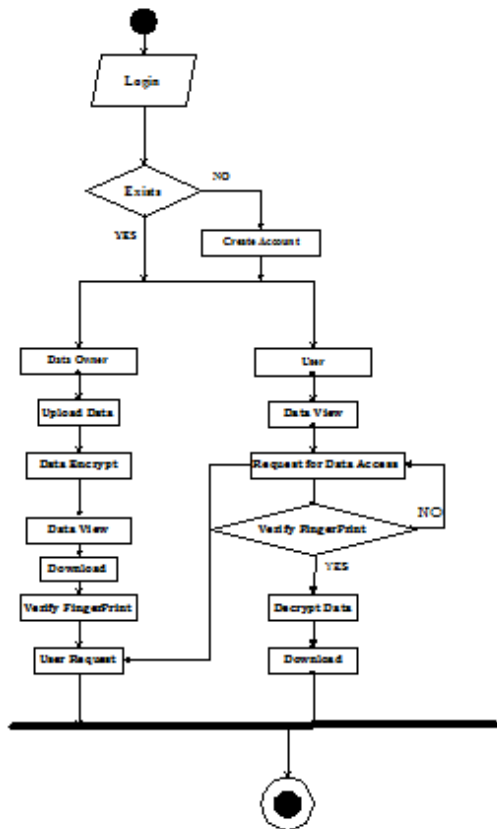 Login
Exists
NO
YES
Create Account
Data Owner
User
Upload Data
Data View
Data Encrypt
Request for Data Access
Data View
Verify FingerPrint
NO
Download
YES
Verify FingerPrint
Decrypt Data
User Request
Download